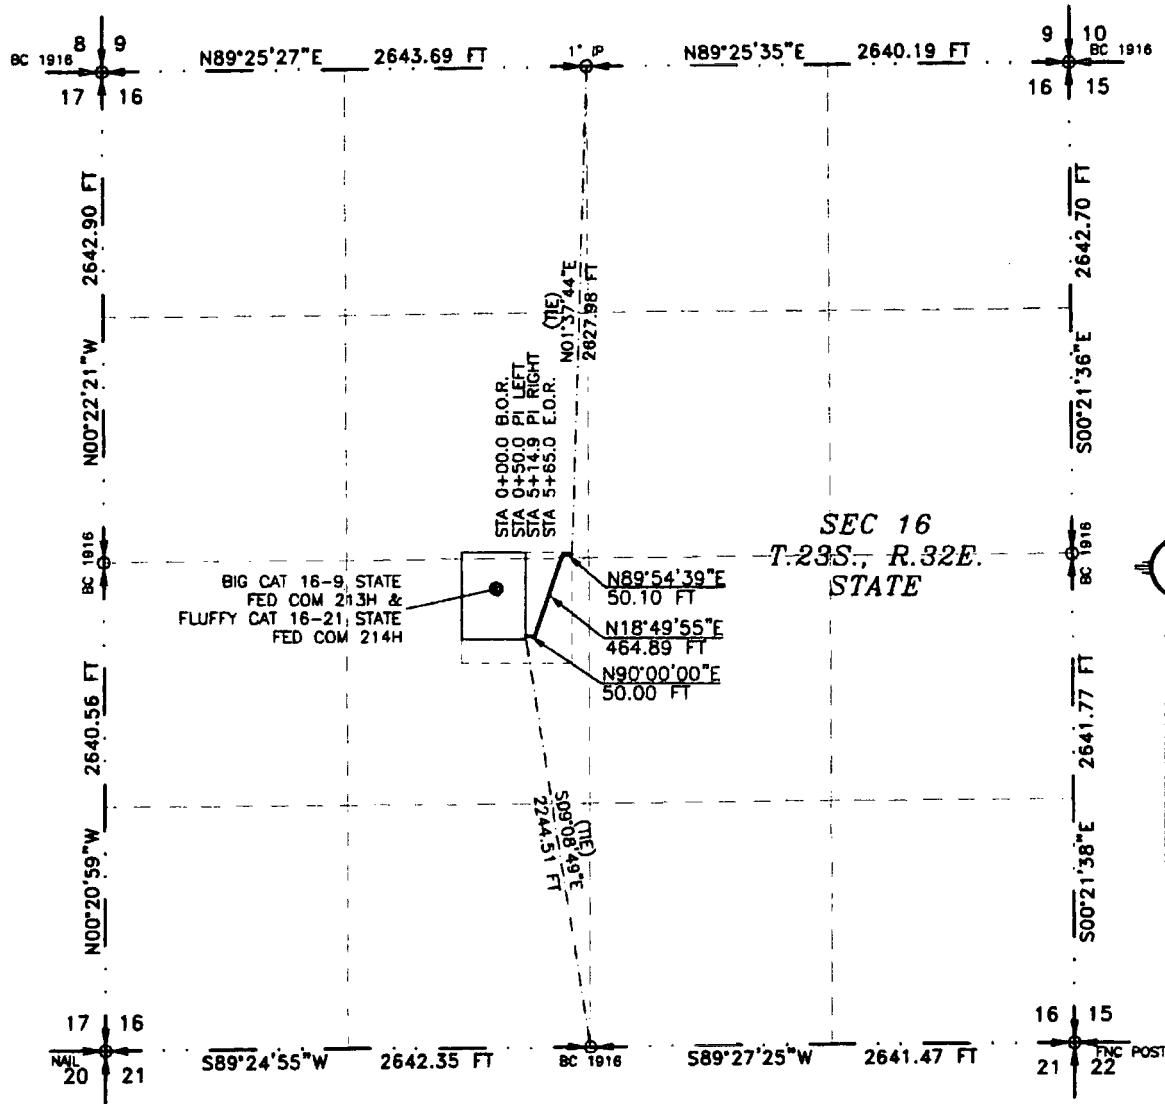 8 9
BC 1916
17 16
N89°25'27"E 2643.69 FT
1" IP
N89°25'35"E 2640.19 FT
9 10
BC 1916
16 15
N00°22'21"W 2642.90 FT
N01°37'44"E
(TIE)
2627.98 FT
S00°21'36"E 2642.70 FT
STA 0+00.0 B.O.R.
STA 0+50.0 PI LEFT
STA 5+14.9 PI RIGHT
STA 5+65.0 E.O.R.
SEC 16
T.23S., R.32E.
STATE
BC 1916
BC 1916
BIG CAT 16-9 STATE
FED COM 213H &
FLUFFY CAT 16-21 STATE
FED COM 214H
N89°54'39"E
50.10 FT
N18°49'55"E
464.89 FT
N90°00'00"E
50.00 FT
N00°20'59"W 2640.56 FT
S09°08'49"E
(TIE)
2244.51 FT
S00°21'38"E 2641.77 FT
17 16
NAIL
20 21
S89°24'55"W 2642.35 FT
BC 1916
S89°27'25"W 2641.47 FT
16 15
FNC POST
21 22